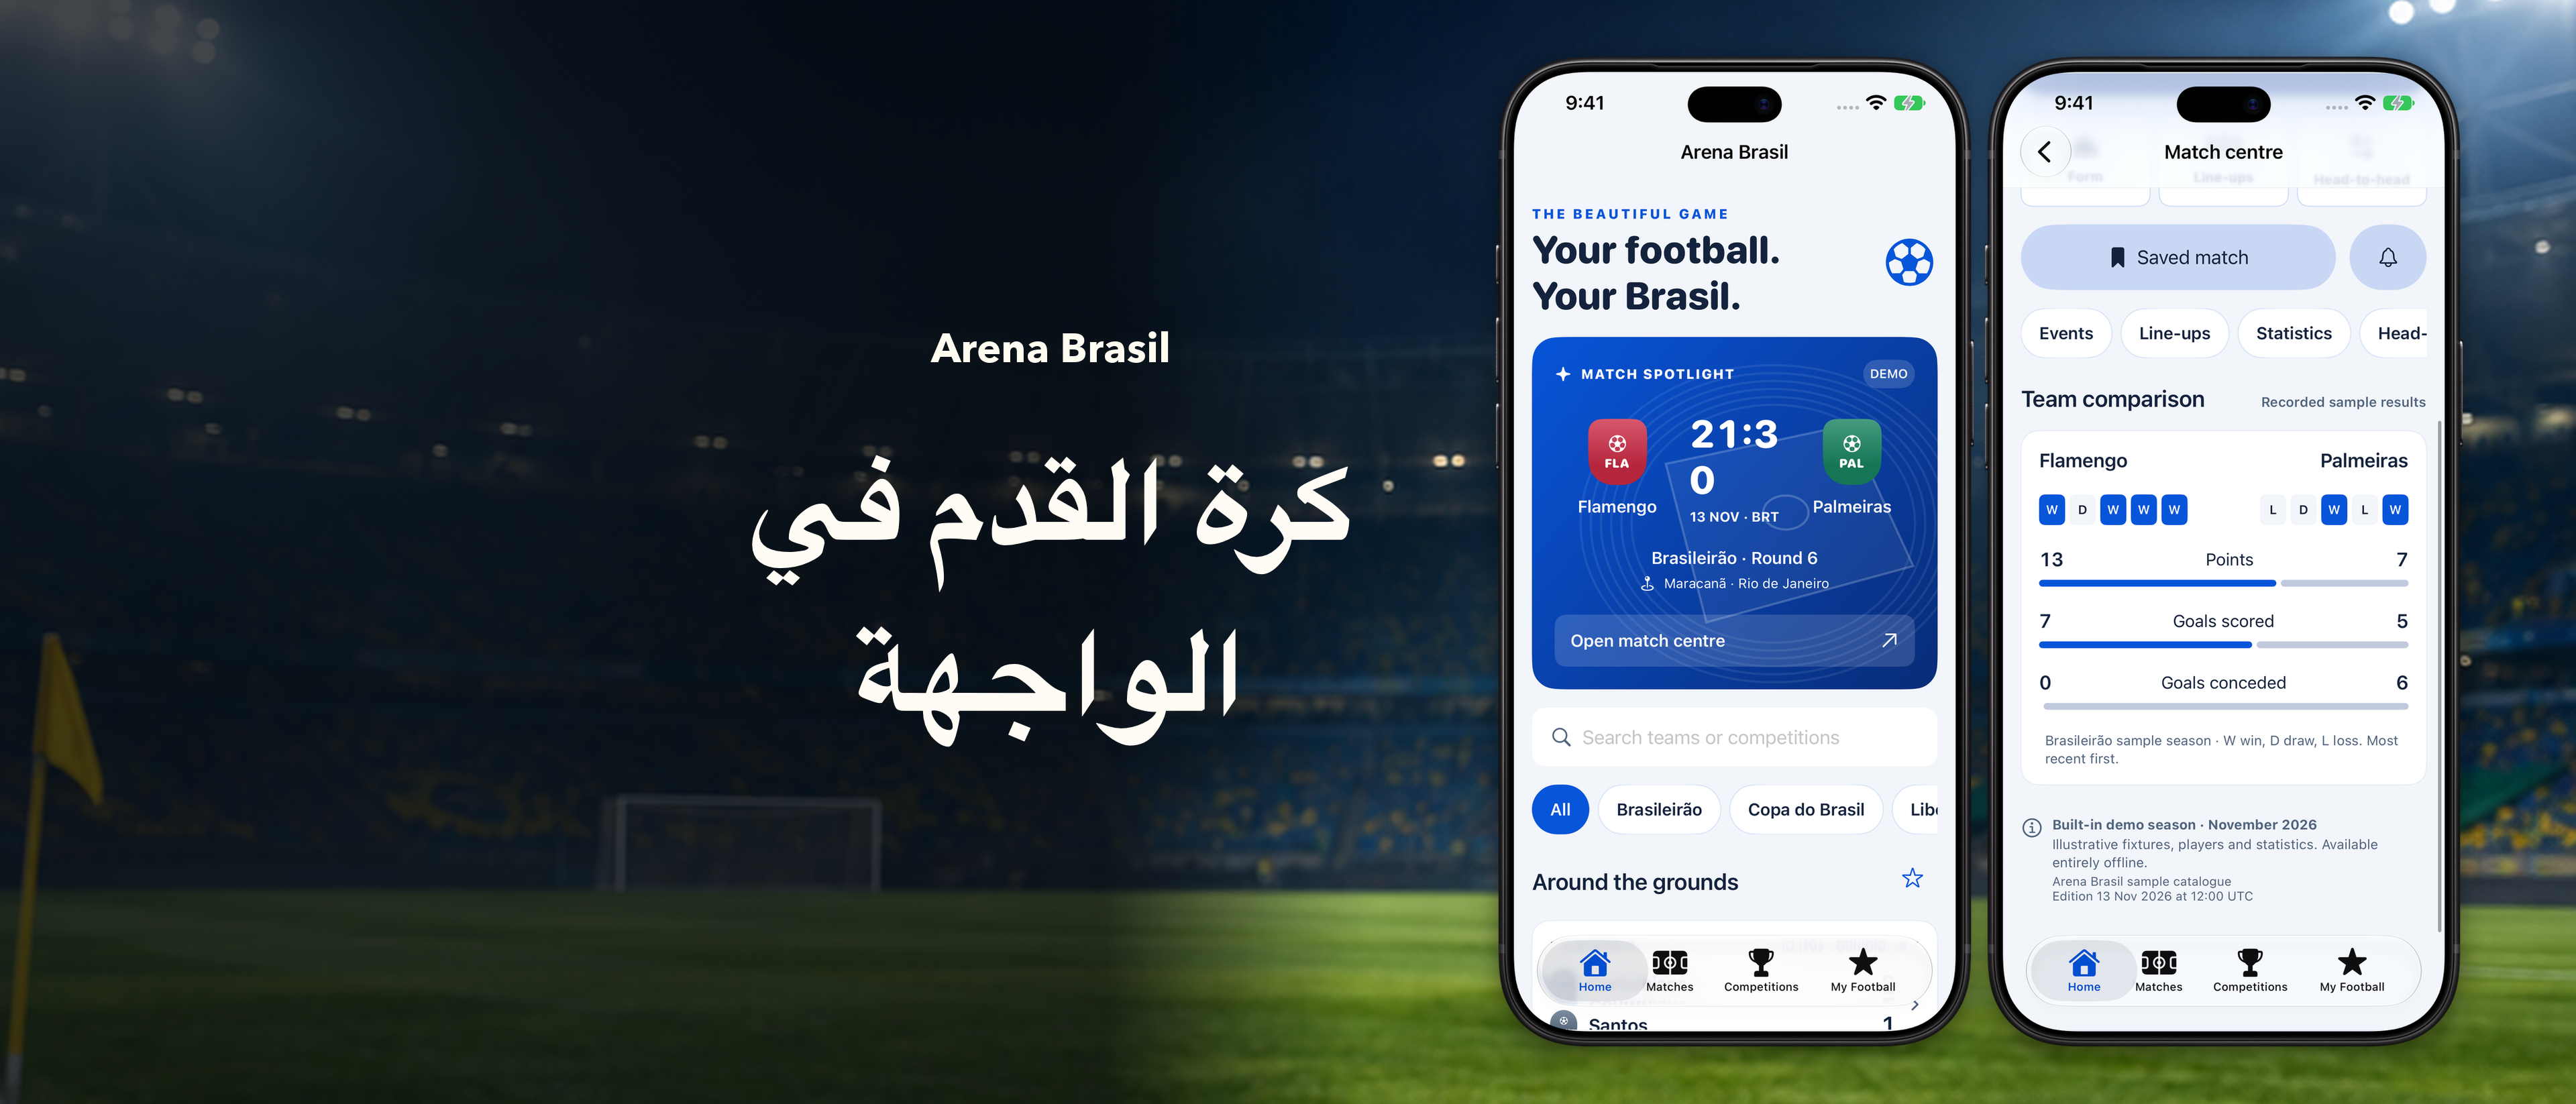 Arena Brasil
كرة القدم في
الواجهة
9:41
Arena Brasil
THE BEAUTIFUL GAME
Your football.
Your Brasil.
MATCH SPOTLIGHT
DEMO
FLA
21:3
0
PAL
Flamengo
13 NOV · BRT
Palmeiras
Brasileirão · Round 6
Maracanã · Rio de Janeiro
Open match centre
Search teams or competitions
All
Brasileirão
Copa do Brasil
Around the grounds
Santos
1
Home
Matches
Competitions
My Football
9:41
Match centre
Form
Line-ups
Head-to-head
Saved match
Events
Line-ups
Statistics
Head-
Team comparison
Recorded sample results
Flamengo
Palmeiras
W D W W W
L D W L W
13 Points 7
7 Goals scored 5
0 Goals conceded 6
Brasileirão sample season · W win, D draw, L loss. Most
recent first.
Built-in demo season · November 2026
Illustrative fixtures, players and statistics. Available
entirely offline.
Arena Brasil sample catalogue
Edition 13 Nov 2026 at 12:00 UTC
Home
Matches
Competitions
My Football